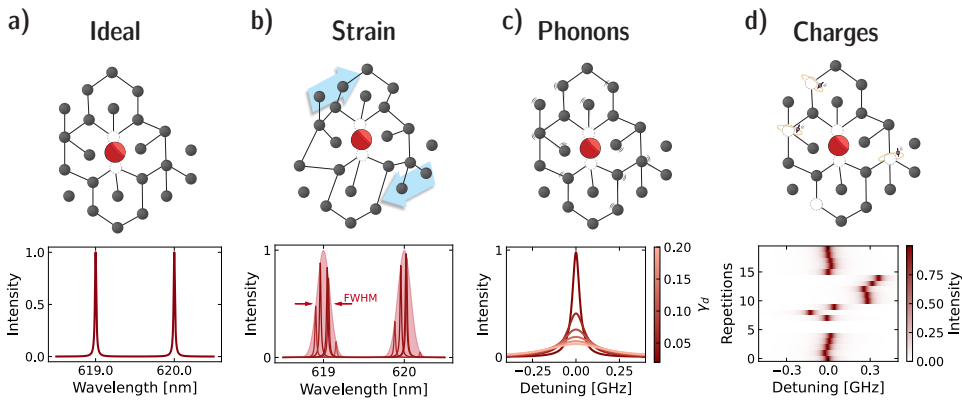 a) Ideal
b) Strain
c) Phonons
d) Charges
Intensity
1.0
0.5
0.0
619.0
620.0
Wavelength [nm]
Intensity
1
0
FWHM
619
620
Wavelength [nm]
Intensity
1
0
−0.25
0.00
0.25
Detuning [GHz]
0.20
0.15
0.10
0.05
γd
Repetitions
15
10
5
0
−0.3
0.0
0.3
Detuning [GHz]
0.75
0.50
0.25
0.00
Intensity